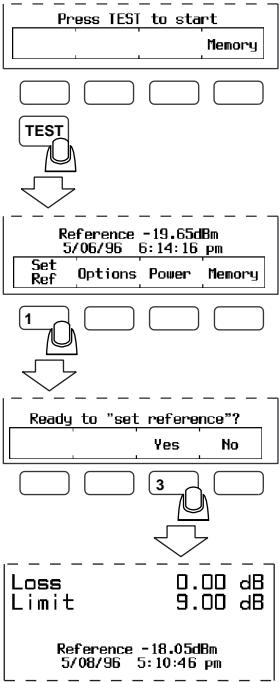 Press TEST to start
Memory
TEST
Reference -19.65dBm
5/06/96 6:14:16 pm
Set Ref Options Power Memory
1
Ready to "set reference"?
Yes No
3
Loss 0.00 dB
Limit 9.00 dB
Reference -18.05dBm
5/08/96 5:10:46 pm